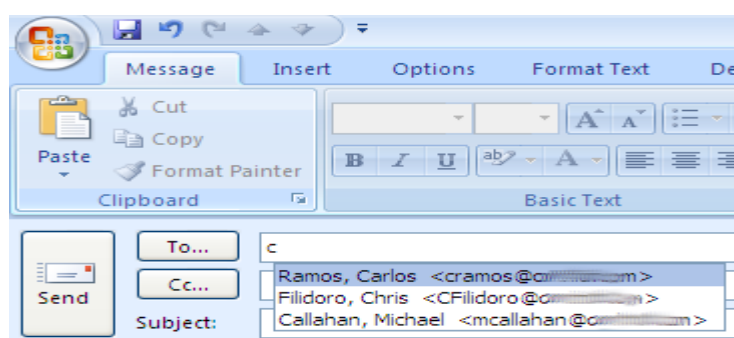 Message Insert Options Format Text
Cut
Copy
Paste
Format Painter
B I U ab A
Clipboard Basic Text
To... c
Cc...
Send
Subject:
Ramos, Carlos <cramos@
Filidoro, Chris <CFilidoro@
Callahan, Michael <mcallahan@